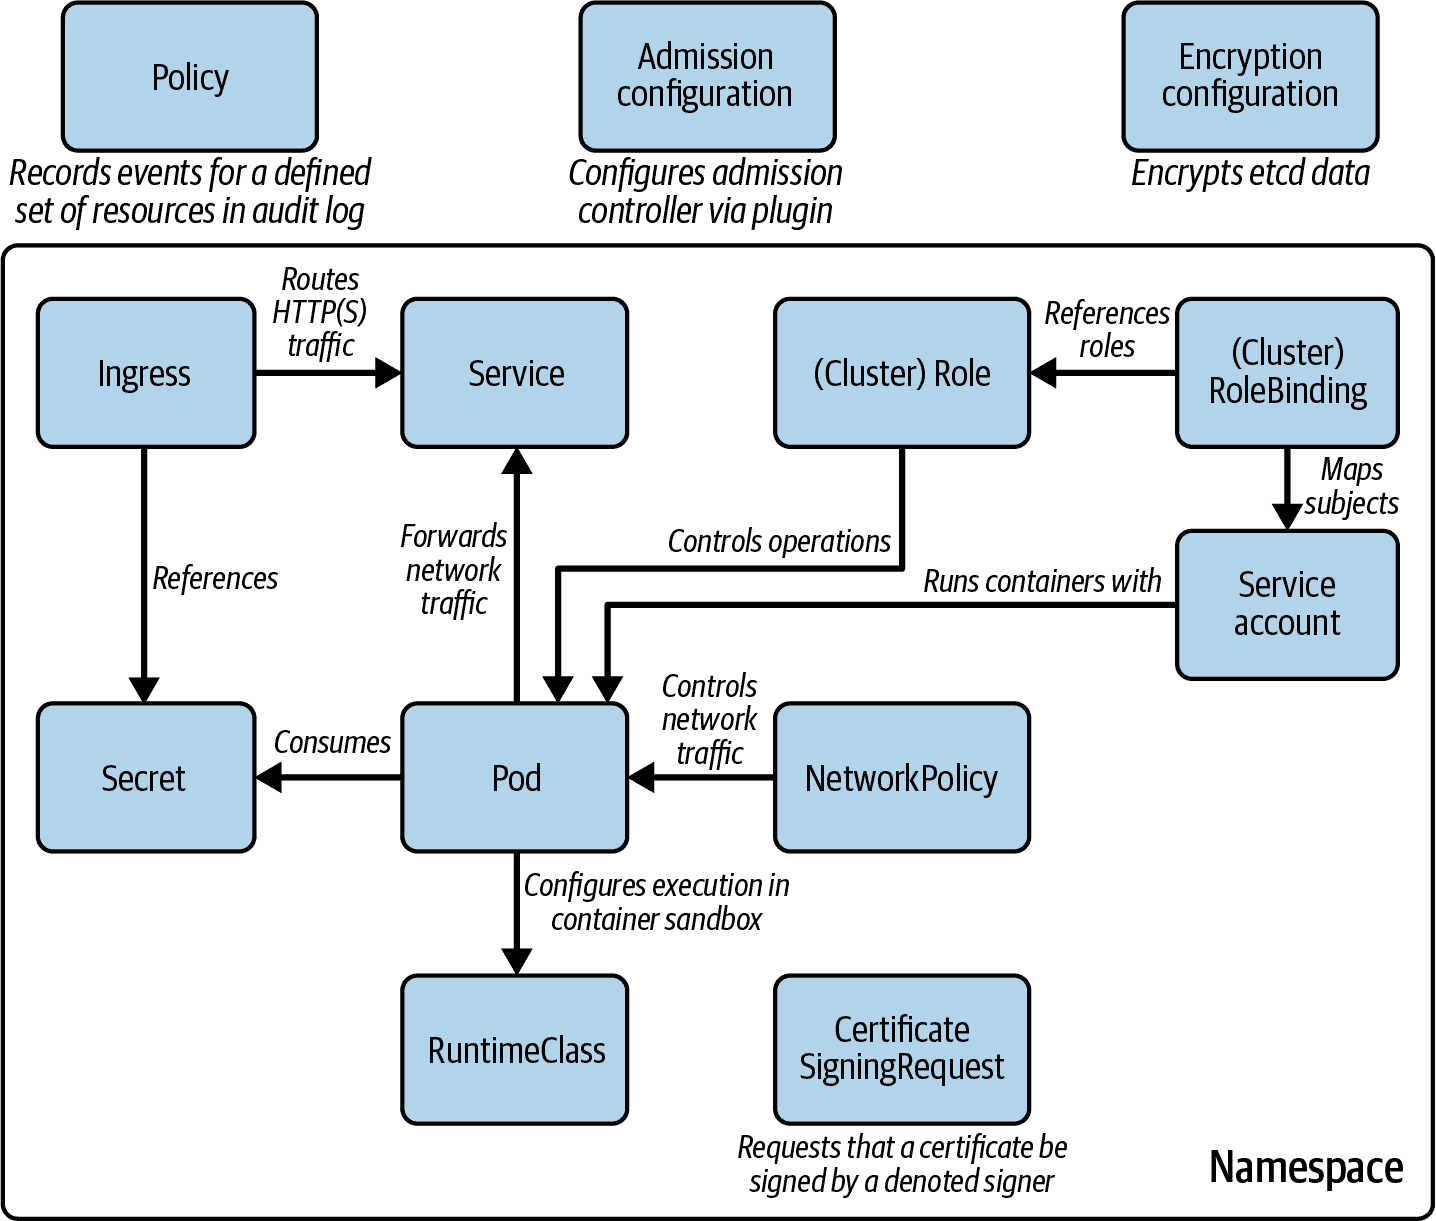 Policy
Records events for a defined
set of resources in audit log
Admission
configuration
Configures admission
controller via plugin
Encryption
configuration
Encrypts etcd data
Ingress
Routes
HTTP(S)
traffic
Service
(Cluster) Role
References
roles
(Cluster)
RoleBinding
Maps
subjects
References
Forwards
network
traffic
Controls operations
Runs containers with
Service
account
Secret
Consumes
Pod
Controls
network
traffic
NetworkPolicy
Configures execution in
container sandbox
RuntimeClass
Certificate
SigningRequest
Requests that a certificate be
signed by a denoted signer
Namespace